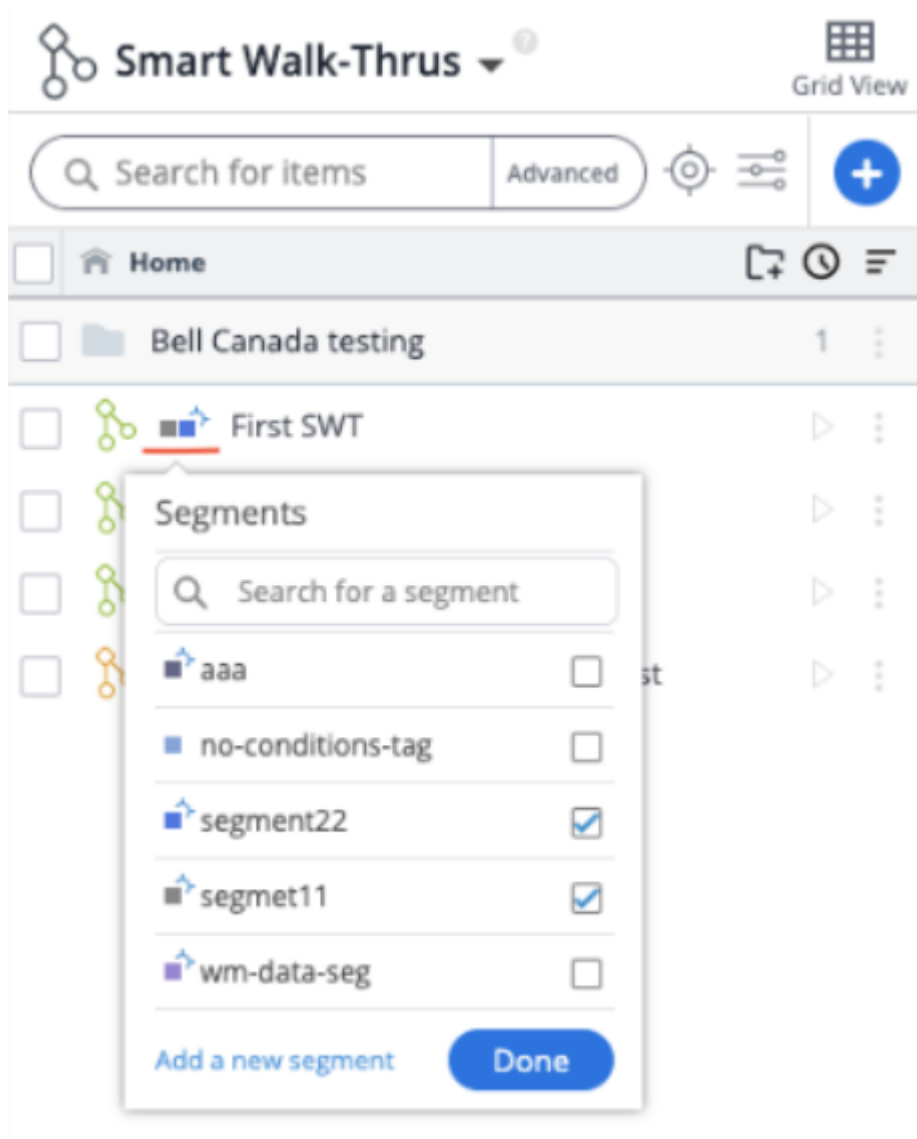 Smart Walk-Thrus ?
Grid View
Search for items Advanced
Home
Bell Canada testing 1
First SWT
Segments
Search for a segment
aaa
st
no-conditions-tag
segment22
segmet11
wm-data-seg
Add a new segment Done